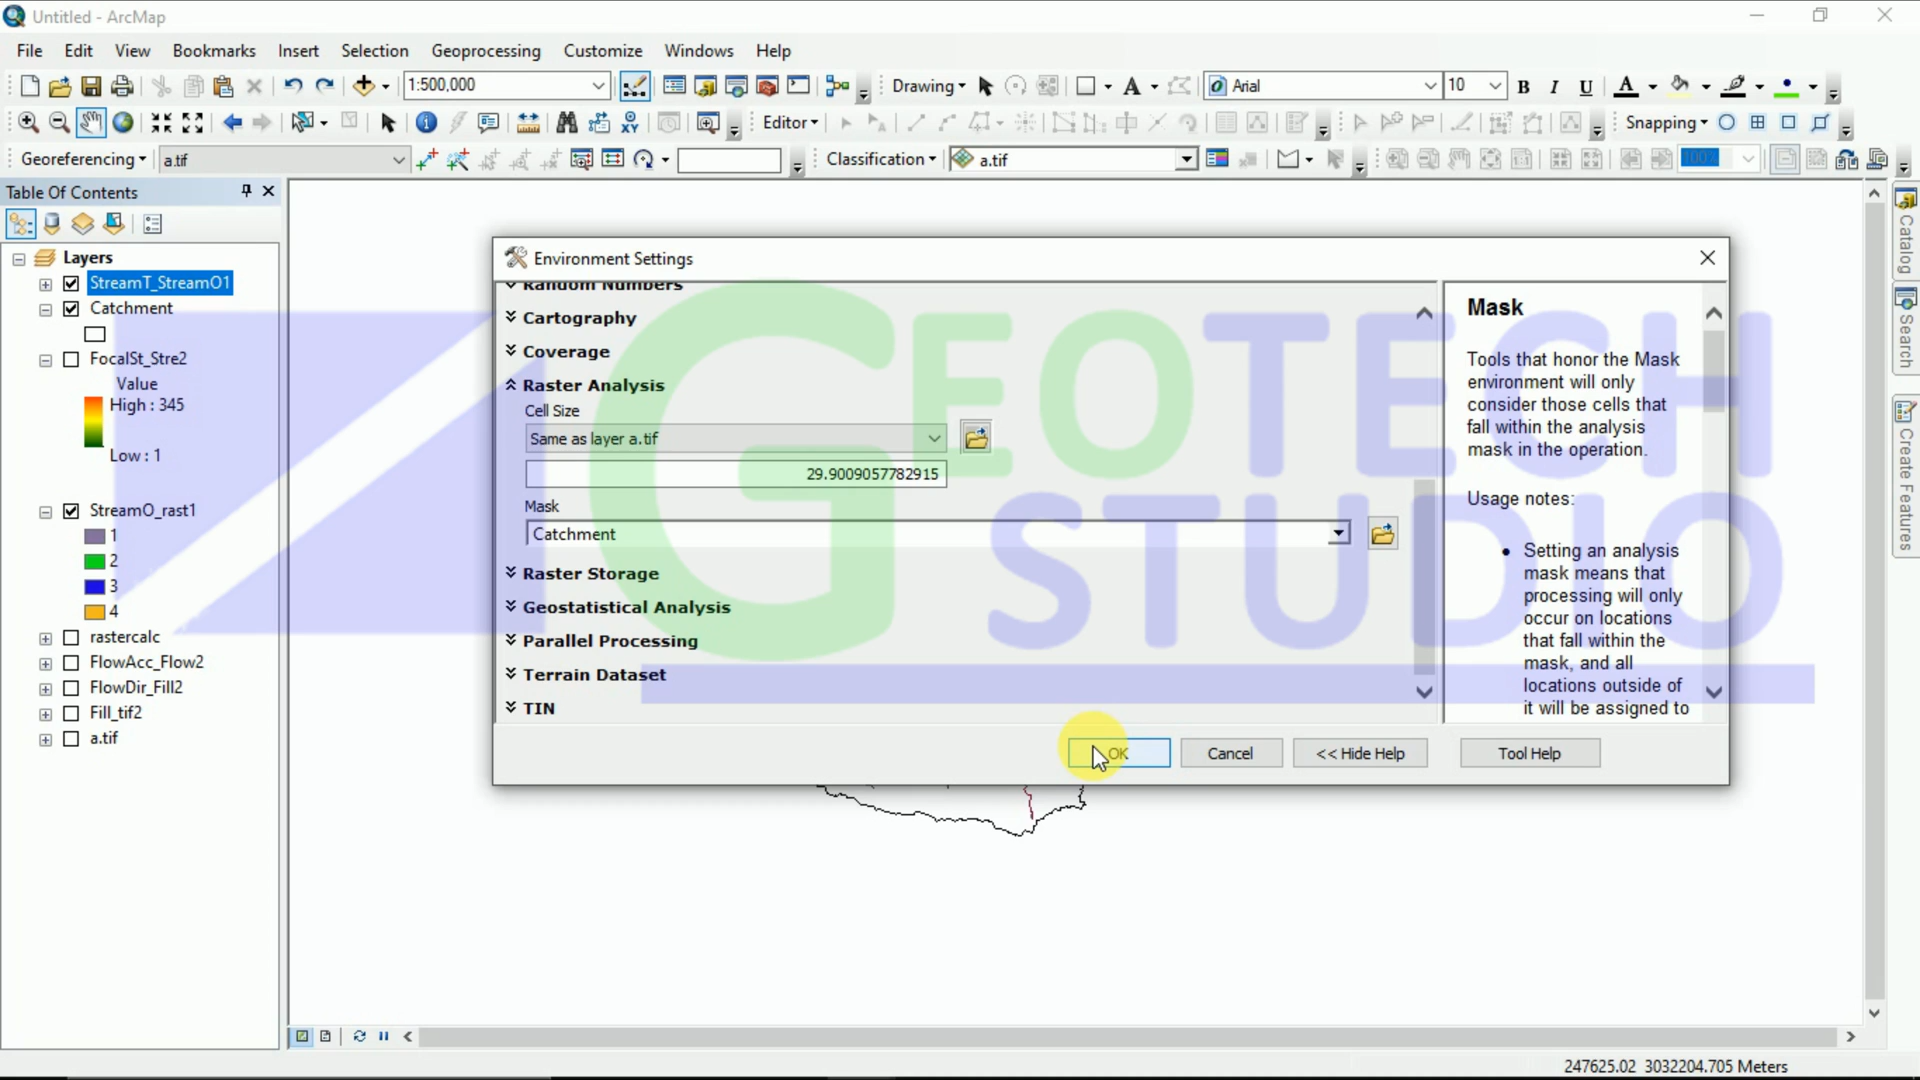 Untitled - ArcMap
File Edit View Bookmarks Insert Selection Geoprocessing Customize Windows Help
1:500,000 Drawing Arial 10 B I U A
Editor Snapping
Georeferencing a.tif Classification a.tif 100%
Table Of Contents
Layers
StreamT_StreamO1
Catchment
FocalSt_Stre2
Value
High : 345
Low : 1
StreamO_rast1
1
2
3
4
rastercalc
FlowAcc_Flow2
FlowDir_Fill2
Fill_tif2
a.tif
Environment Settings
Random Numbers
Cartography
Coverage
Raster Analysis
Cell Size
Same as layer a.tif
29.9009057782915
Mask
Catchment
Raster Storage
Geostatistical Analysis
Parallel Processing
Terrain Dataset
TIN
OK Cancel << Hide Help Tool Help
Mask
Tools that honor the Mask
environment will only
consider those cells that
fall within the analysis
mask in the operation.
Usage notes:
Setting an analysis
mask means that
processing will only
occur on locations
that fall within the
mask, and all
locations outside of
it will be assigned to
GEOTECH
STUDIO
Catalog
Search
Create Features
247625.02 3032204.705 Meters